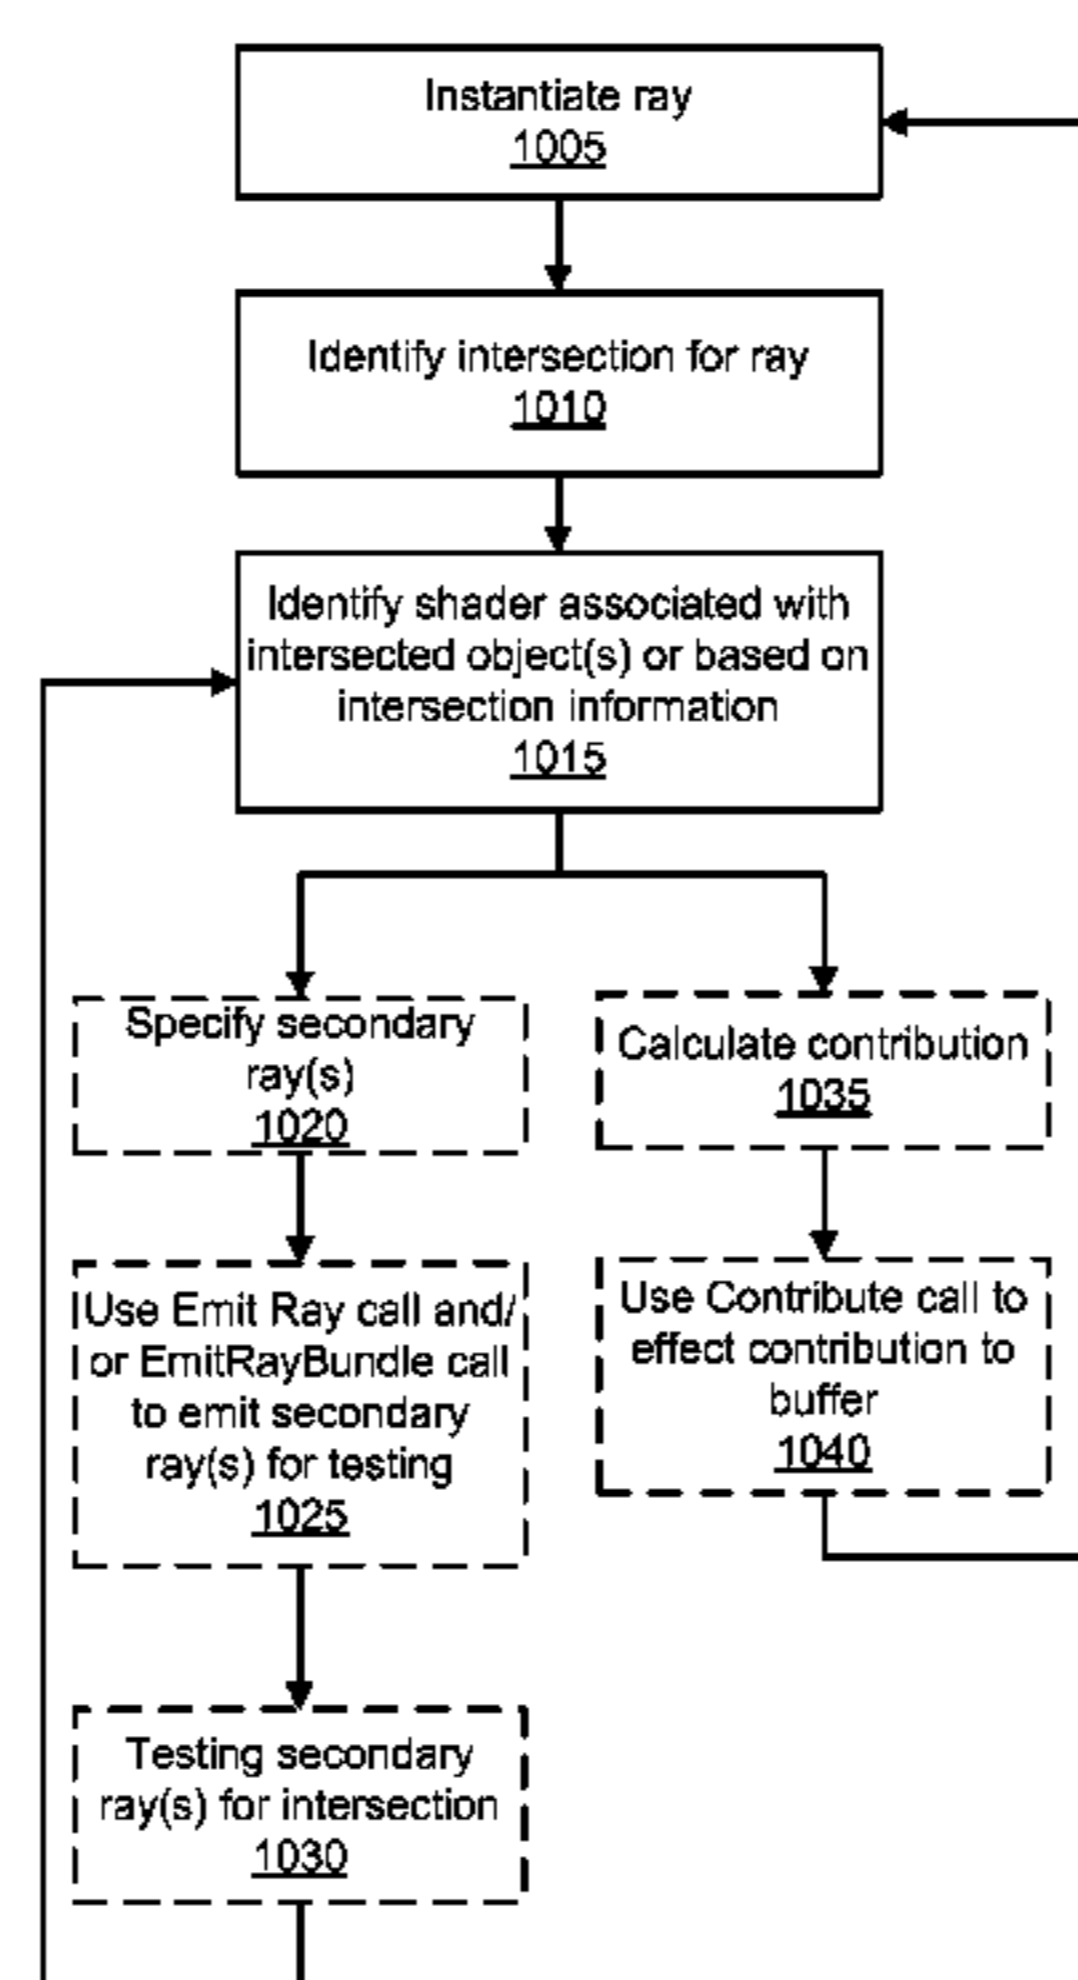 Instantiate ray
1005
Identify intersection for ray
1010
Identify shader associated with
intersected object(s) or based on
intersection information
1015
Specify secondary
ray(s)
1020
Use Emit Ray call and/
or EmitRayBundle call
to emit secondary
ray(s) for testing
1025
Testing secondary
ray(s) for intersection
1030
Calculate contribution
1035
Use Contribute call to
effect contribution to
buffer
1040